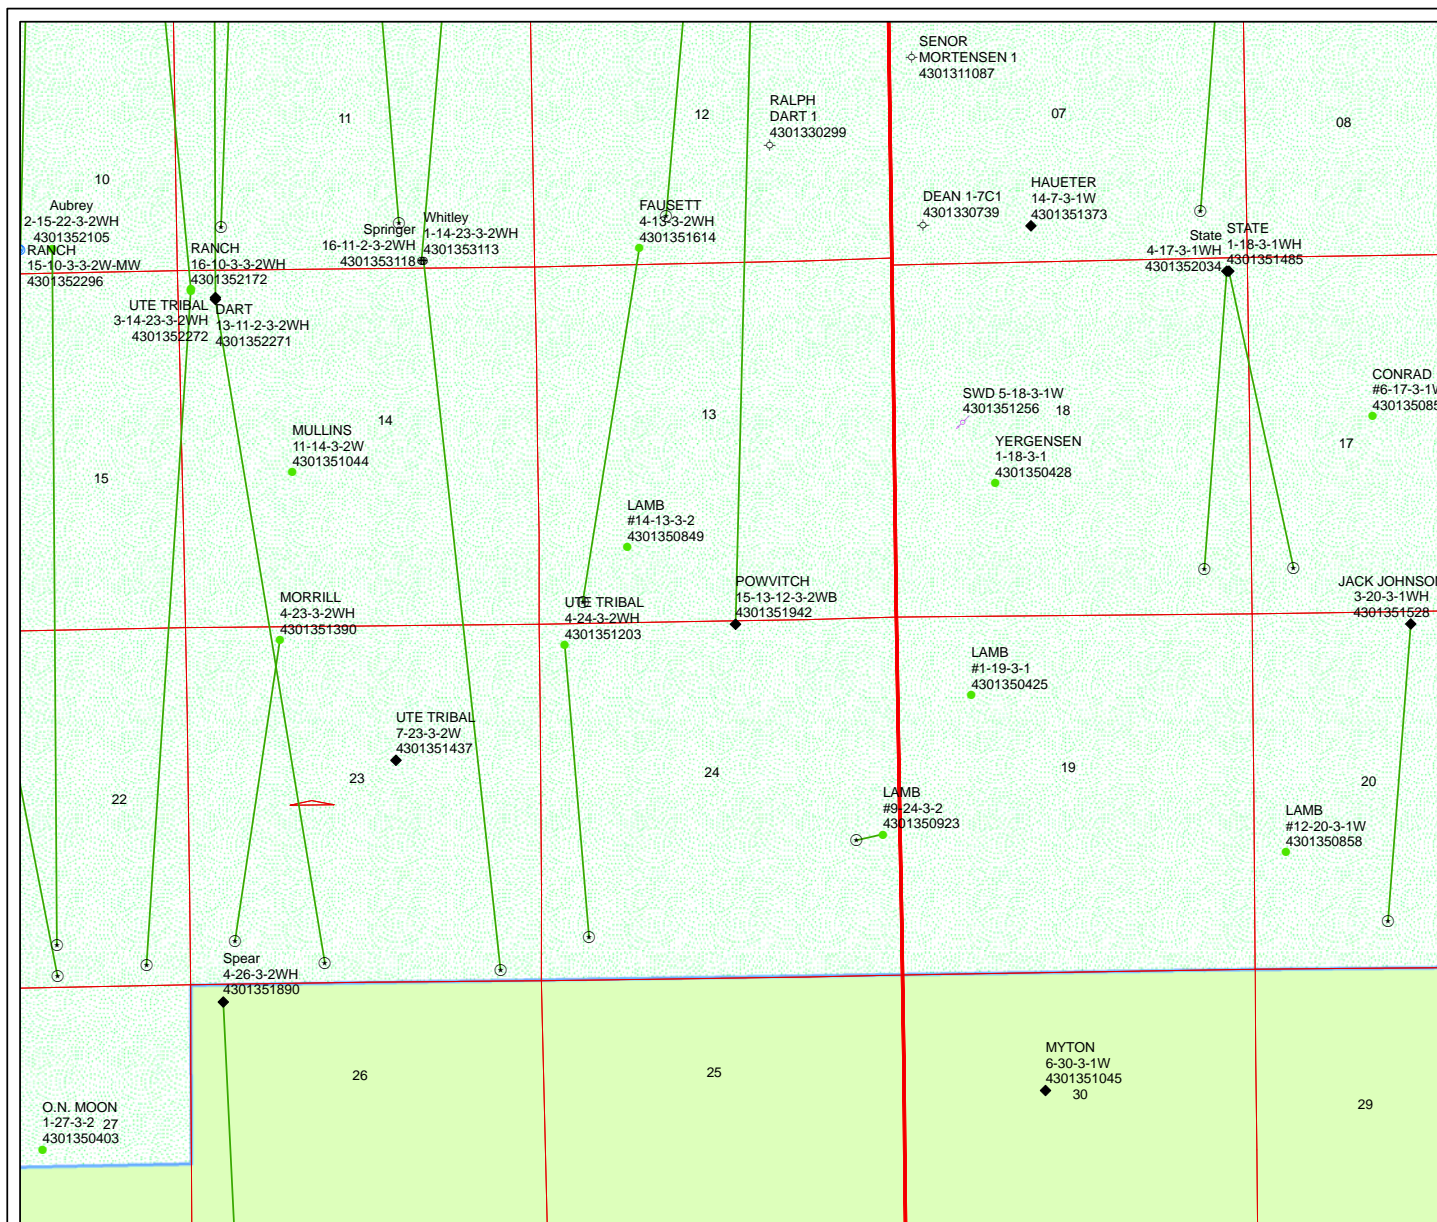 SENOR
MORTENSEN 1
4301311087
RALPH
DART 1
4301330299
12
07
08
11
10
Aubrey
2-15-22-3-2WH
4301352105
RANCH
15-10-3-3-2W-MW
4301352296
RANCH
16-10-3-3-2WH
4301352172
UTE TRIBAL
3-14-23-3-2WH
4301352272
DART
13-11-2-3-2WH
4301352271
Springer
16-11-2-3-2WH
4301353118
Whitley
1-14-23-3-2WH
4301353113
FAUSETT
4-13-3-2WH
4301351614
DEAN 1-7C1
4301330739
HAUETER
14-7-3-1W
4301351373
State
4-17-3-1WH
4301352034
STATE
1-18-3-1WH
4301351485
CONRAD
#6-17-3-1W
430135085
SWD 5-18-3-1W
4301351256
18
17
14
13
15
MULLINS
11-14-3-2W
4301351044
YERGENSEN
1-18-3-1
4301350428
LAMB
#14-13-3-2
4301350849
MORRILL
4-23-3-2WH
4301351390
UTE TRIBAL
4-24-3-2WH
4301351203
POWVITCH
15-13-12-3-2WB
4301351942
JACK JOHNSON
3-20-3-1WH
4301351528
LAMB
#1-19-3-1
4301350425
UTE TRIBAL
7-23-3-2W
4301351437
22
23
24
19
20
LAMB
#9-24-3-2
4301350923
LAMB
#12-20-3-1W
4301350858
Spear
4-26-3-2WH
4301351890
26
25
MYTON
6-30-3-1W
4301351045
30
29
O.N. MOON
1-27-3-2 27
4301350403